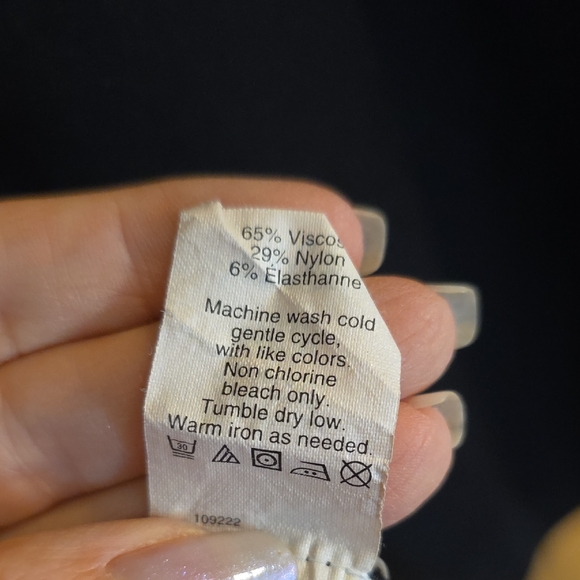 65% Viscos
29% Nylon
6% Élasthanne
Machine wash cold
gentle cycle,
with like colors.
Non chlorine
bleach only.
Tumble dry low.
Warm iron as needed.
30
109222